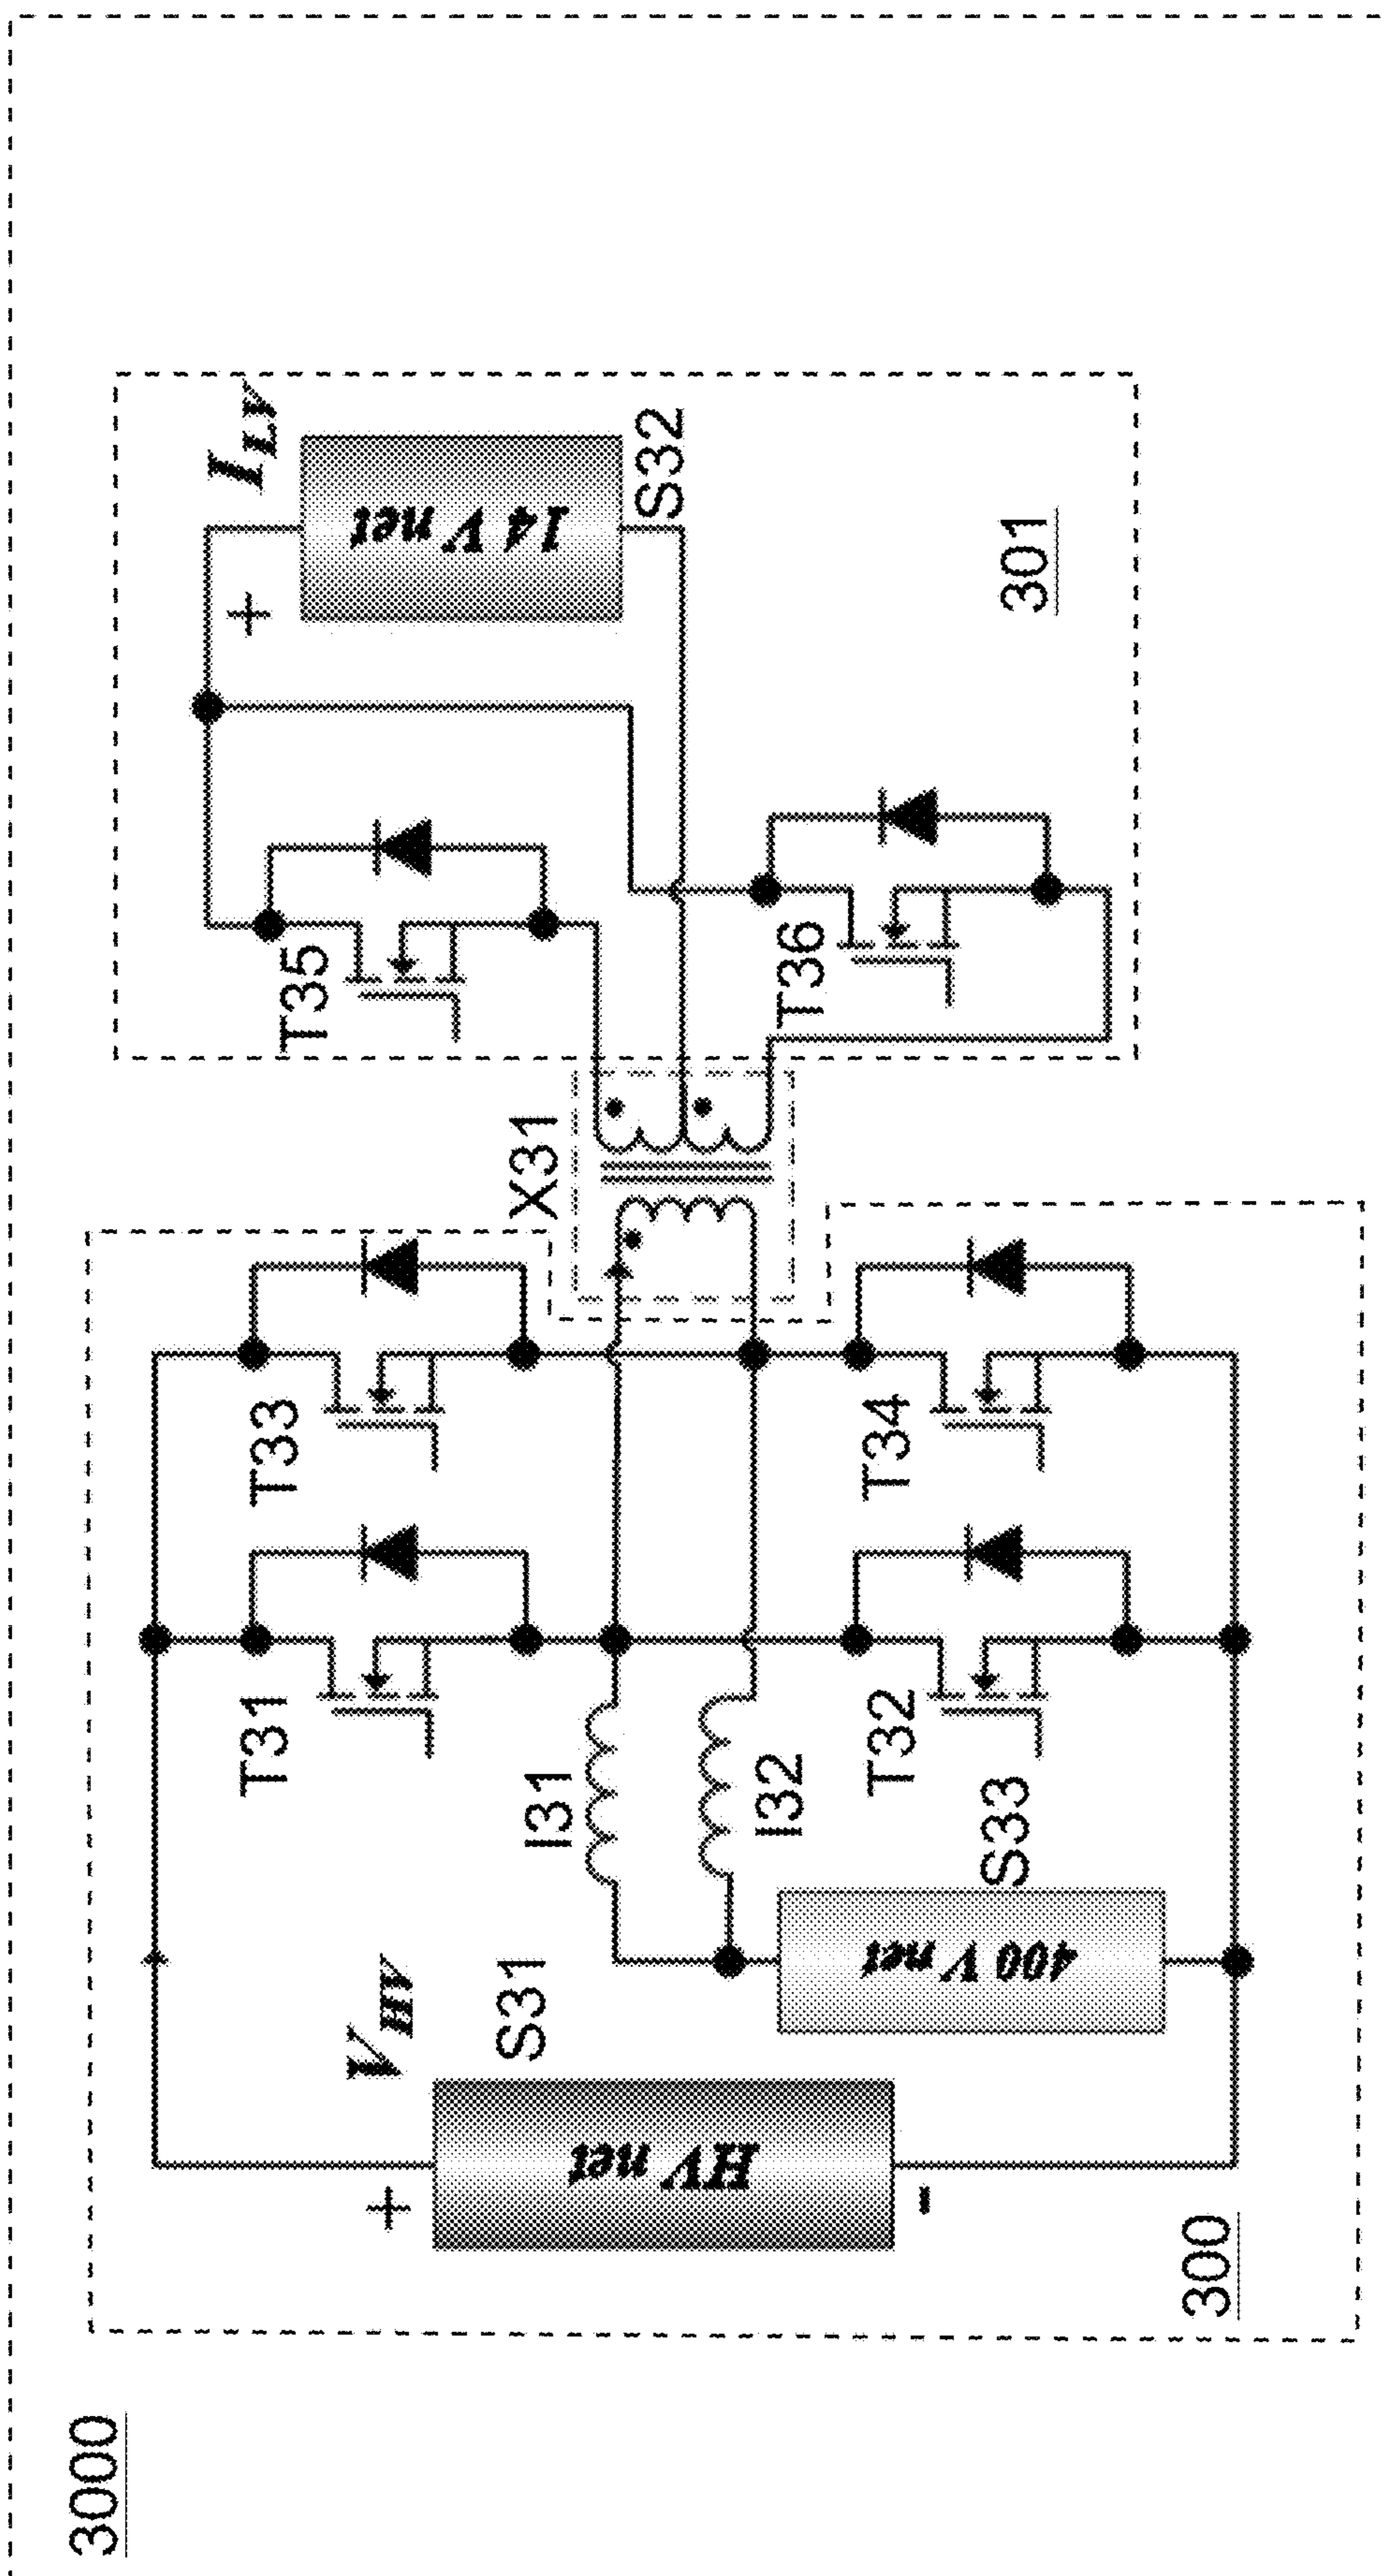 3000
300
+
V_HV
HV net
S31
-
400 V net
S33
I31
I32
T31
T32
T33
T34
X31
T35
T36
+
I_LV
14 V net
S32
301